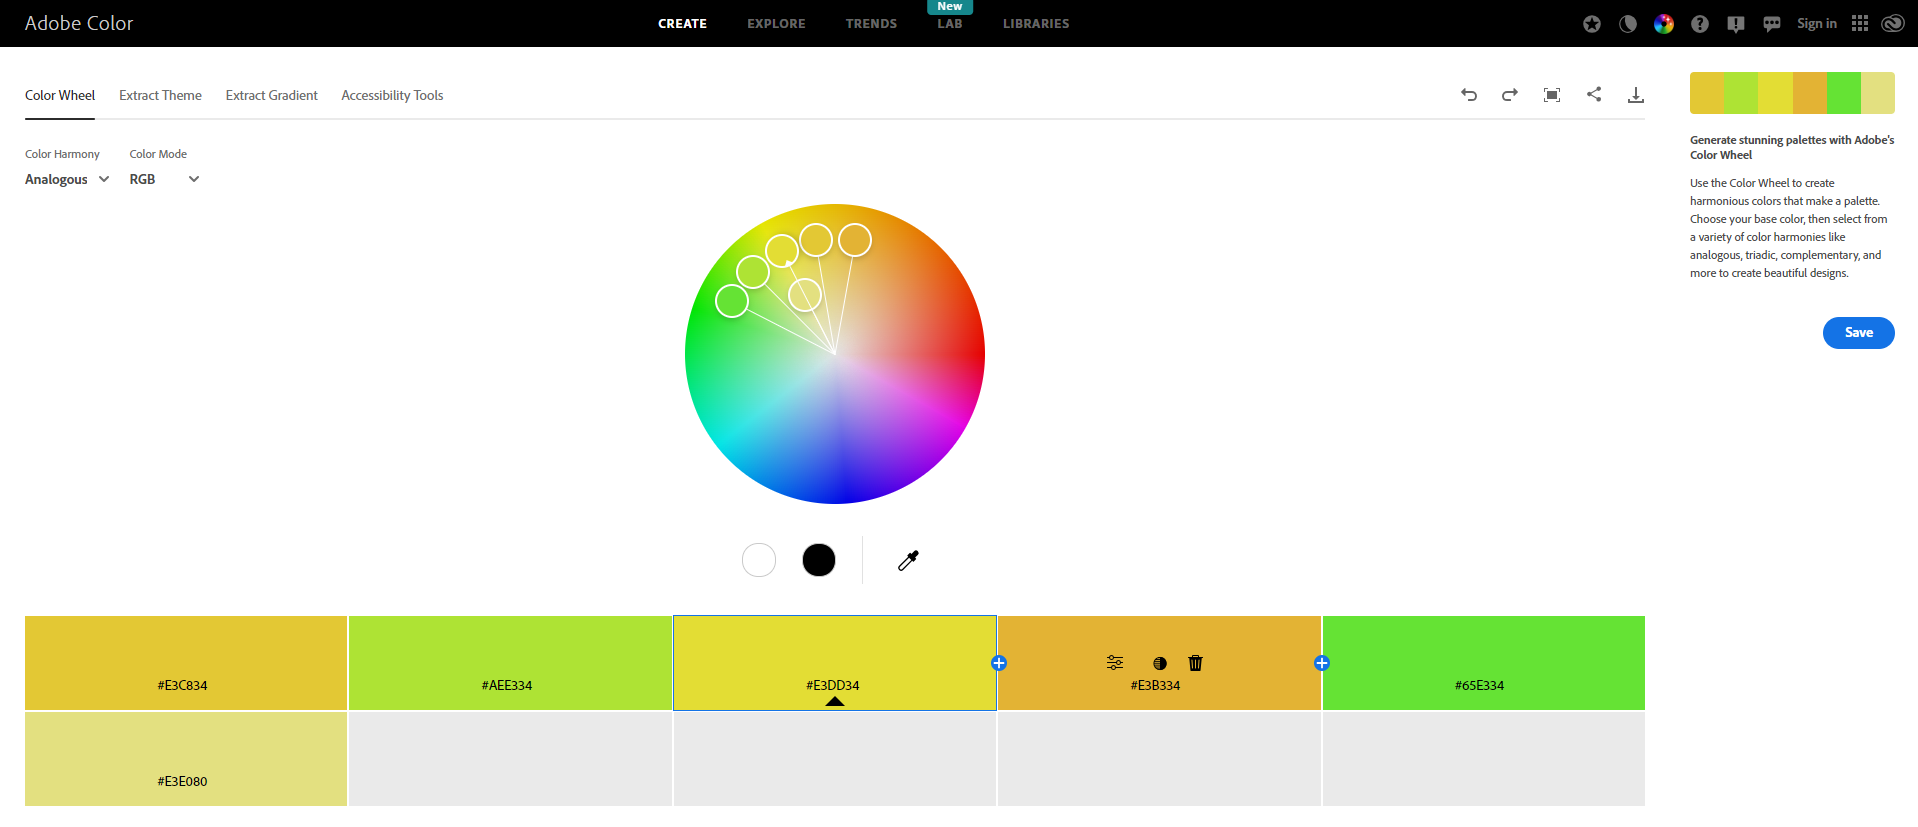 Adobe Color
CREATE
EXPLORE
TRENDS
New
LAB
LIBRARIES
Sign in
Color Wheel
Extract Theme
Extract Gradient
Accessibility Tools
Color Harmony
Color Mode
Analogous
RGB
Generate stunning palettes with Adobe's
Color Wheel
Use the Color Wheel to create
harmonious colors that make a palette.
Choose your base color, then select from
a variety of color harmonies like
analogous, triadic, complementary, and
more to create beautiful designs.
Save
#E3C834
#AEE334
#E3DD34
#E3B334
#65E334
#E3E080